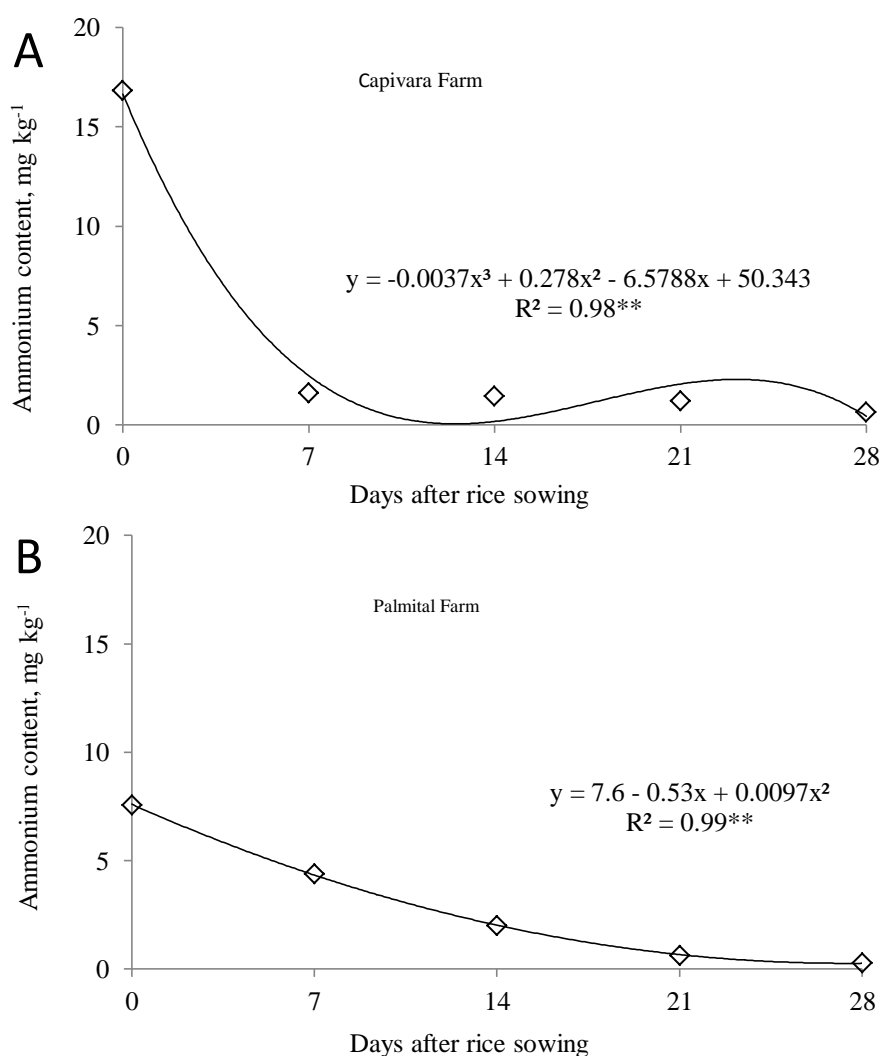 A
Capivara Farm
Ammonium content, mg kg⁻¹
20
15
10
5
0
y = -0.0037x³ + 0.278x² - 6.5788x + 50.343
R² = 0.98**
0 7 14 21 28
Days after rice sowing
B
Palmital Farm
Ammonium content, mg kg⁻¹
20
15
10
5
0
y = 7.6 - 0.53x + 0.0097x²
R² = 0.99**
0 7 14 21 28
Days after rice sowing